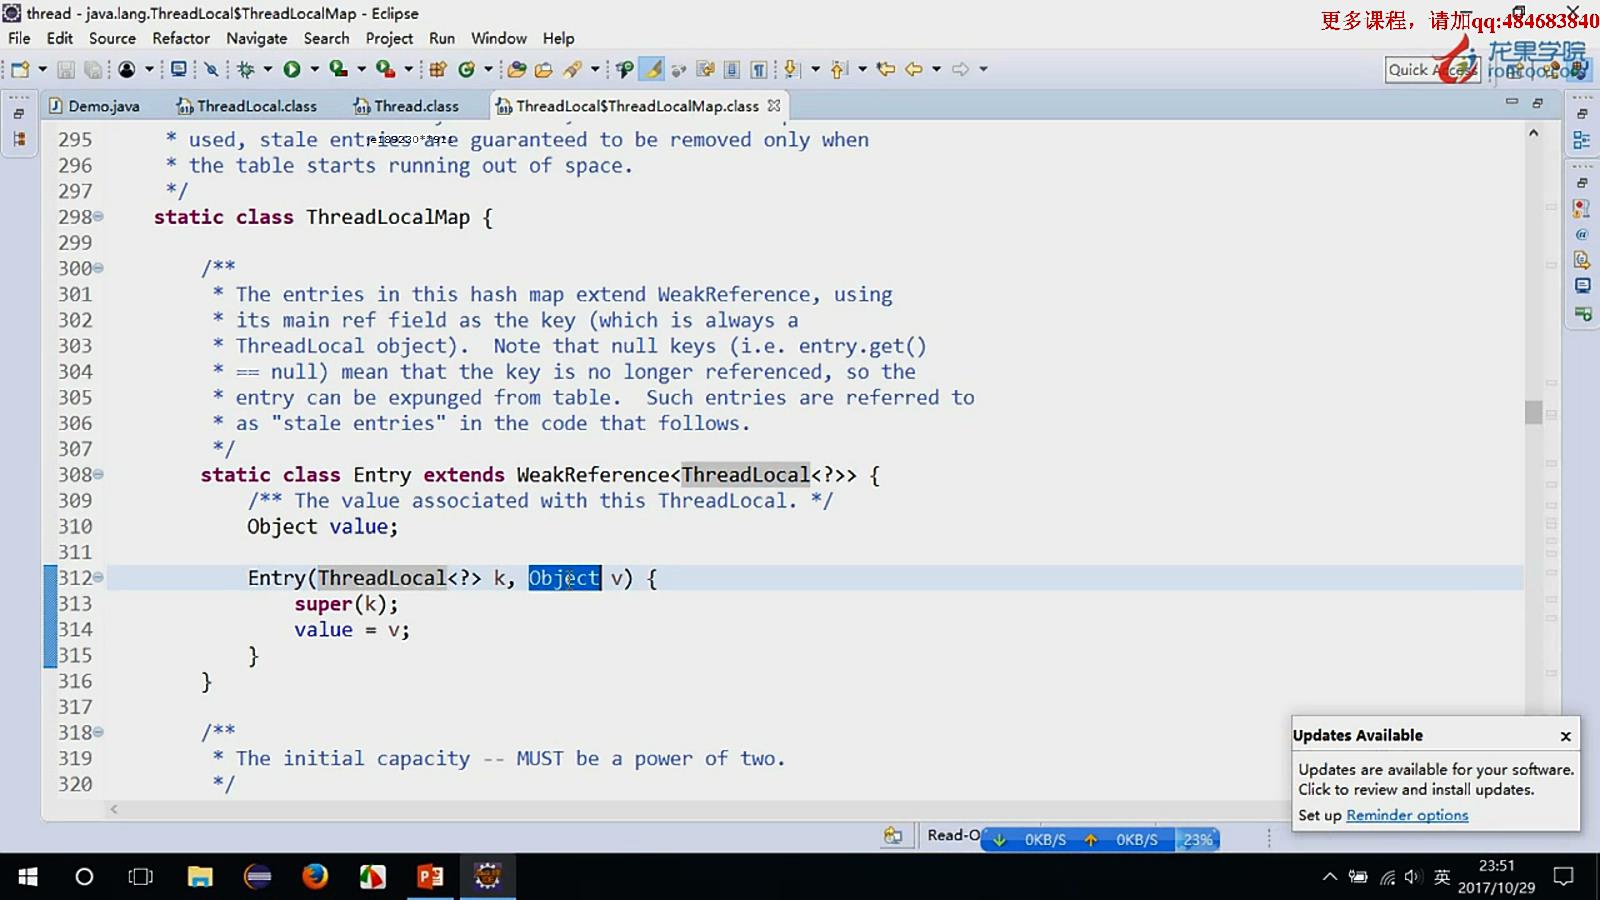 thread - java.lang.ThreadLocal$ThreadLocalMap - Eclipse
更多课程，请加qq:484683840
File Edit Source Refactor Navigate Search Project Run Window Help
龙果学院
Quick
roncoo.com
Demo.java ThreadLocal.class Thread.class ThreadLocal$ThreadLocalMap.class
295 * used, stale entries are guaranteed to be removed only when
296 * the table starts running out of space.
297 */
298 static class ThreadLocalMap {
299
300 /**
301 * The entries in this hash map extend WeakReference, using
302 * its main ref field as the key (which is always a
303 * ThreadLocal object).  Note that null keys (i.e. entry.get()
304 * == null) mean that the key is no longer referenced, so the
305 * entry can be expunged from table.  Such entries are referred to
306 * as "stale entries" in the code that follows.
307 */
308 static class Entry extends WeakReference<ThreadLocal<?>> {
309 /** The value associated with this ThreadLocal. */
310 Object value;
311
312 Entry(ThreadLocal<?> k, Object v) {
313 super(k);
314 value = v;
315 }
316 }
317
318 /**
319 * The initial capacity -- MUST be a power of two.
320 */
Updates Available
Updates are available for your software.
Click to review and install updates.
Set up Reminder options
Read-O 0KB/S 0KB/S 23%
英
23:51
2017/10/29